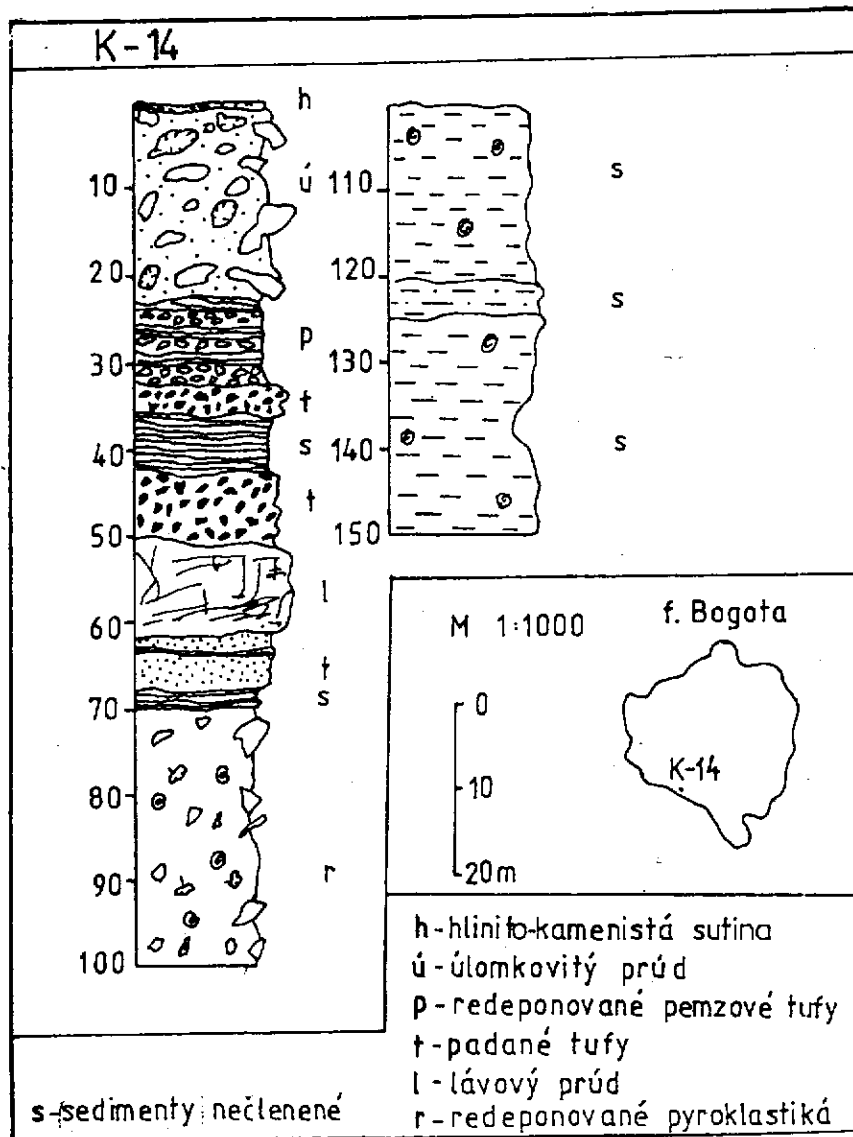 K-14
h
ú
10
20
p
30
t
s
40
t
50
l
60
t
s
70
80
r
90
100
s
110
120
s
130
s
140
150
M 1:1000 f. Bogota
0
K-14
10
20m
h-hlinito-kamenistá sutina
ú-úlomkovitý prúd
p-redeponované pemzové tufy
t-padané tufy
l-lávový prúd
s-sedimenty nečlenené
r-redeponované pyroklastiká